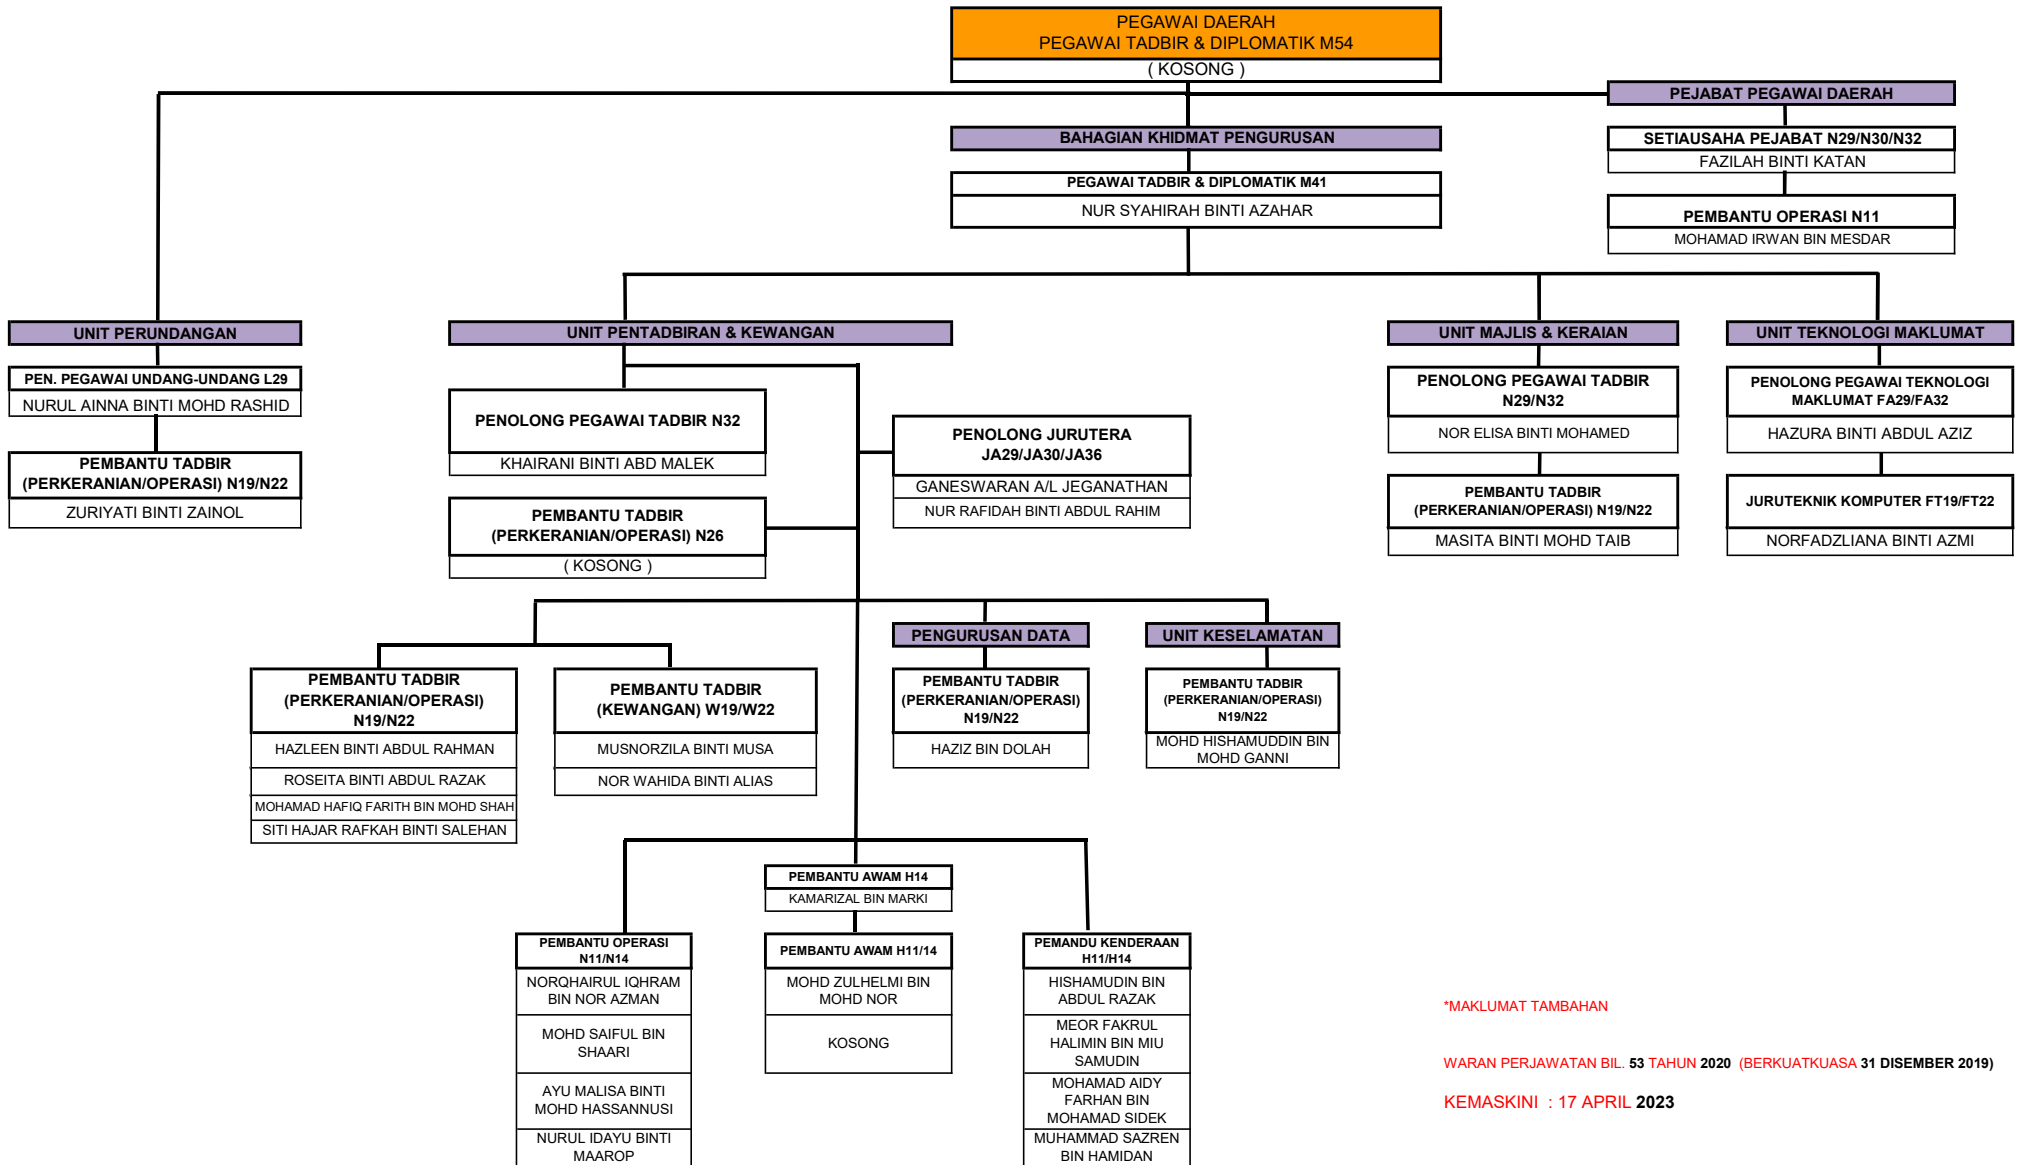 PEGAWAI DAERAH
PEGAWAI TADBIR & DIPLOMATIK M54
( KOSONG )
PEJABAT PEGAWAI DAERAH
SETIAUSAHA PEJABAT N29/N30/N32
FAZILAH BINTI KATAN
PEMBANTU OPERASI N11
MOHAMAD IRWAN BIN MESDAR
BAHAGIAN KHIDMAT PENGURUSAN
PEGAWAI TADBIR & DIPLOMATIK M41
NUR SYAHIRAH BINTI AZAHAR
UNIT PERUNDANGAN
PEN. PEGAWAI UNDANG-UNDANG L29
NURUL AINNA BINTI MOHD RASHID
PEMBANTU TADBIR
(PERKERANIAN/OPERASI) N19/N22
ZURIYATI BINTI ZAINOL
UNIT PENTADBIRAN & KEWANGAN
PENOLONG PEGAWAI TADBIR N32
KHAIRANI BINTI ABD MALEK
PEMBANTU TADBIR
(PERKERANIAN/OPERASI) N26
( KOSONG )
PENOLONG JURUTERA
JA29/JA30/JA36
GANESWARAN A/L JEGANATHAN
NUR RAFIDAH BINTI ABDUL RAHIM
UNIT MAJLIS & KERAIAN
PENOLONG PEGAWAI TADBIR
N29/N32
NOR ELISA BINTI MOHAMED
PEMBANTU TADBIR
(PERKERANIAN/OPERASI) N19/N22
MASITA BINTI MOHD TAIB
UNIT TEKNOLOGI MAKLUMAT
PENOLONG PEGAWAI TEKNOLOGI
MAKLUMAT FA29/FA32
HAZURA BINTI ABDUL AZIZ
JURUTEKNIK KOMPUTER FT19/FT22
NORFADZLIANA BINTI AZMI
PEMBANTU TADBIR
(PERKERANIAN/OPERASI)
N19/N22
HAZLEEN BINTI ABDUL RAHMAN
ROSEITA BINTI ABDUL RAZAK
MOHAMAD HAFIQ FARITH BIN MOHD SHAH
SITI HAJAR RAFKAH BINTI SALEHAN
PEMBANTU TADBIR
(KEWANGAN) W19/W22
MUSNORZILA BINTI MUSA
NOR WAHIDA BINTI ALIAS
PENGURUSAN DATA
PEMBANTU TADBIR
(PERKERANIAN/OPERASI)
N19/N22
HAZIZ BIN DOLAH
UNIT KESELAMATAN
PEMBANTU TADBIR
(PERKERANIAN/OPERASI)
N19/N22
MOHD HISHAMUDDIN BIN
MOHD GANNI
PEMBANTU OPERASI
N11/N14
NORQHAIRUL IQHRAM
BIN NOR AZMAN
MOHD SAIFUL BIN
SHAARI
AYU MALISA BINTI
MOHD HASSANNUSI
NURUL IDAYU BINTI
MAAROP
PEMBANTU AWAM H14
KAMARIZAL BIN MARKI
PEMBANTU AWAM H11/14
MOHD ZULHELMI BIN
MOHD NOR
KOSONG
PEMANDU KENDERAAN
H11/H14
HISHAMUDIN BIN
ABDUL RAZAK
MEOR FAKRUL
HALIMIN BIN MIU
SAMUDIN
MOHAMAD AIDY
FARHAN BIN
MOHAMAD SIDEK
MUHAMMAD SAZREN
BIN HAMIDAN
*MAKLUMAT TAMBAHAN
WARAN PERJAWATAN BIL. 53 TAHUN 2020 (BERKUATKUASA 31 DISEMBER 2019)
KEMASKINI : 17 APRIL 2023